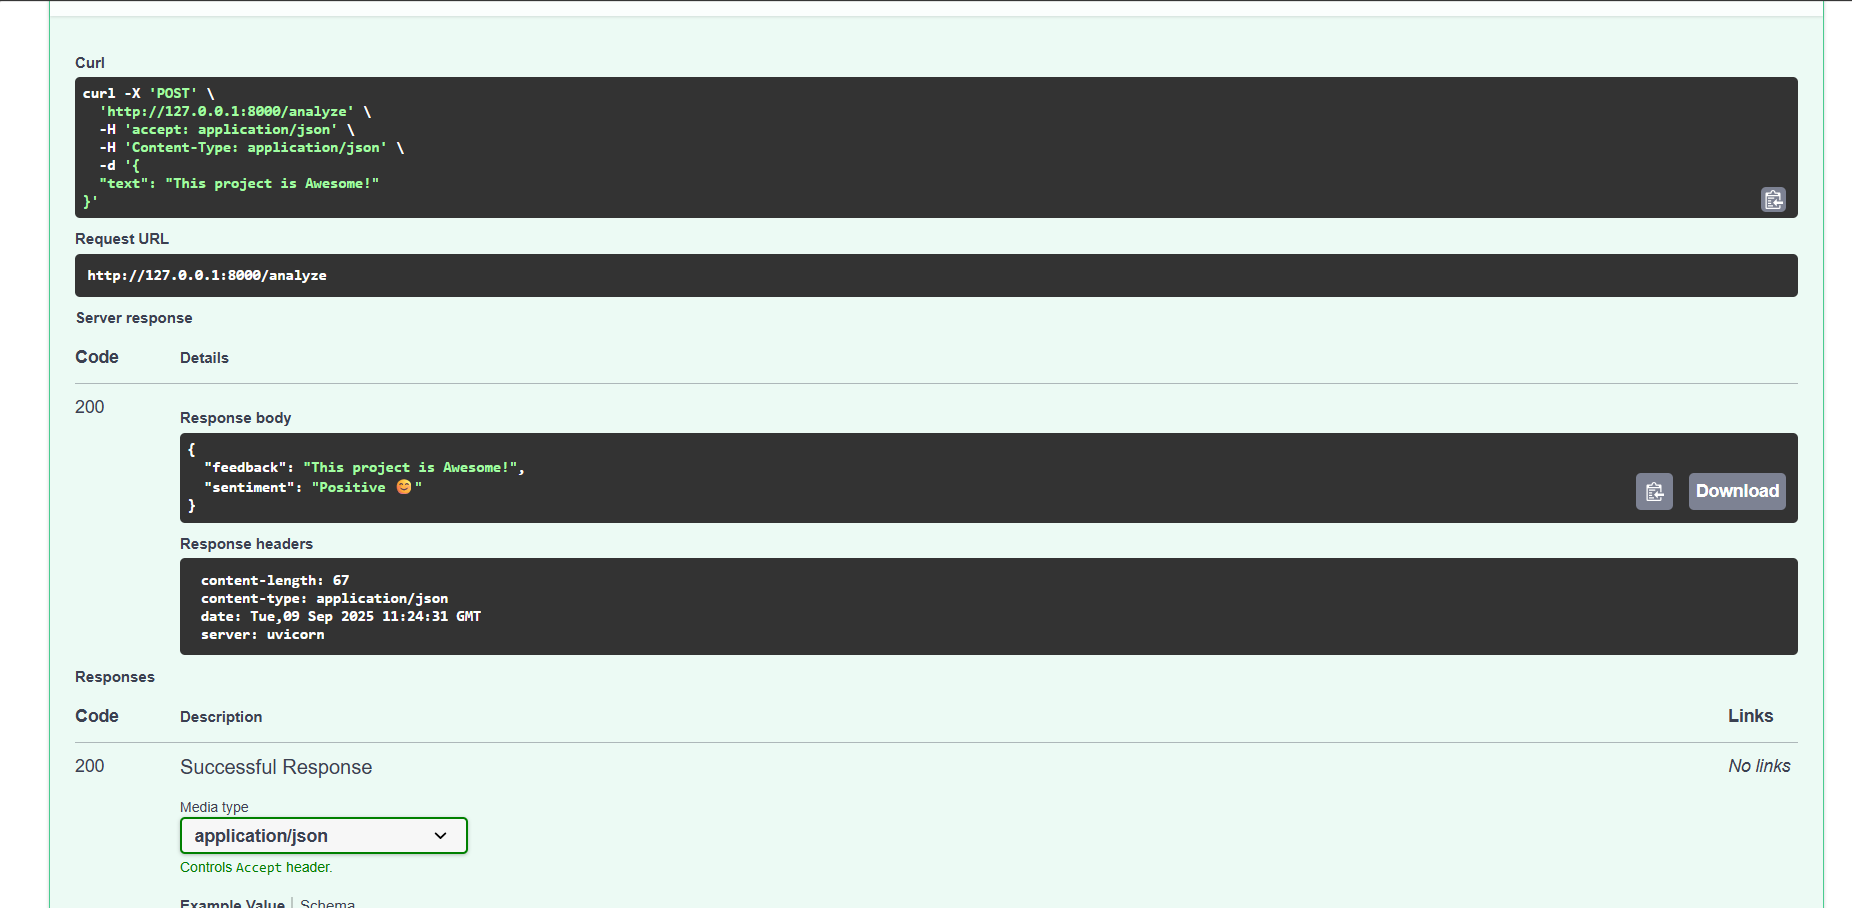 Curl
curl -X 'POST' \
  'http://127.0.0.1:8000/analyze' \
  -H 'accept: application/json' \
  -H 'Content-Type: application/json' \
  -d '{
  "text": "This project is Awesome!"
}'
Request URL
http://127.0.0.1:8000/analyze
Server response
Code Details
200
Response body
{
  "feedback": "This project is Awesome!",
  "sentiment": "Positive 😊"
}
Download
Response headers
content-length: 67
content-type: application/json
date: Tue,09 Sep 2025 11:24:31 GMT
server: uvicorn
Responses
Code Description Links
200 Successful Response No links
Media type
application/json
Controls Accept header.
Example Value | Schema